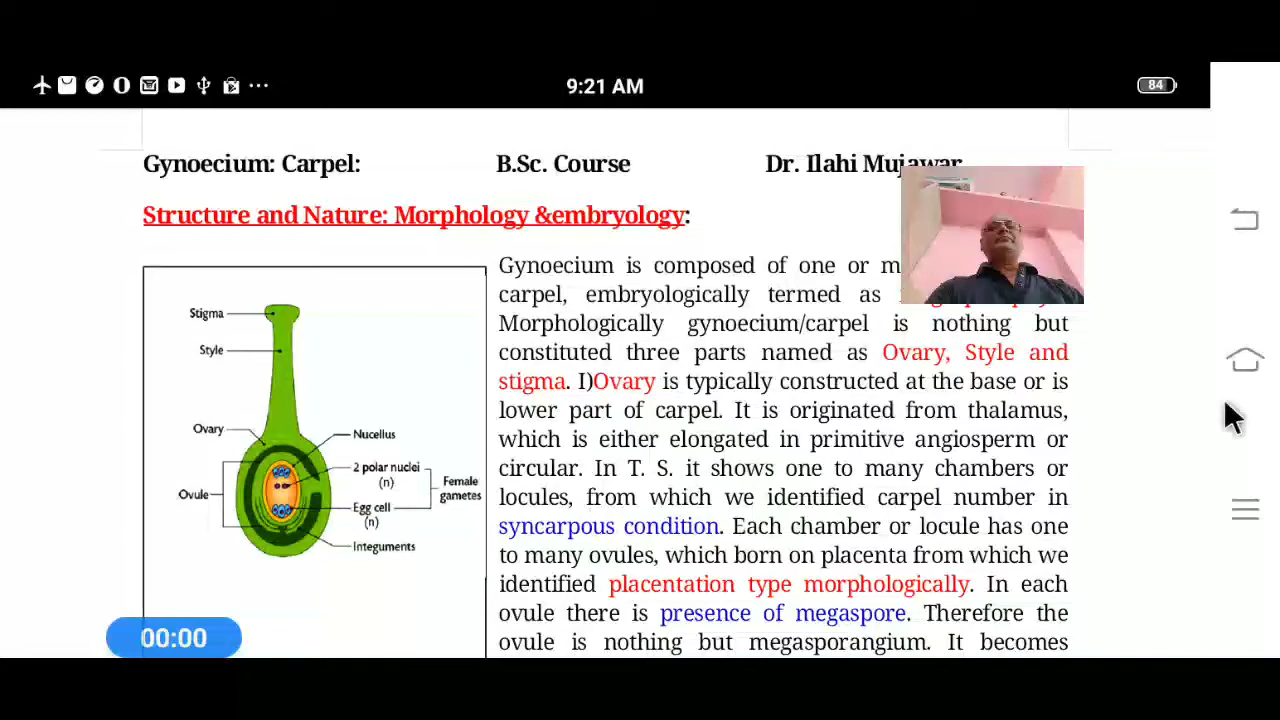 9:21 AM
84
Gynoecium: Carpel: B.Sc. Course Dr. Ilahi Mujawar
Structure and Nature: Morphology &embryology:
Stigma
Style
Ovary
Ovule
Nucellus
2 polar nuclei
(n)
Egg cell
(n)
Female
gametes
Integuments
Gynoecium is composed of one or
carpel, embryologically termed as
Morphologically gynoecium/carpel is nothing but
constituted three parts named as Ovary, Style and
stigma. I)Ovary is typically constructed at the base or is
lower part of carpel. It is originated from thalamus,
which is either elongated in primitive angiosperm or
circular. In T. S. it shows one to many chambers or
locules, from which we identified carpel number in
syncarpous condition. Each chamber or locule has one
to many ovules, which born on placenta from which we
identified placentation type morphologically. In each
ovule there is presence of megaspore. Therefore the
ovule is nothing but megasporangium. It becomes
00:00